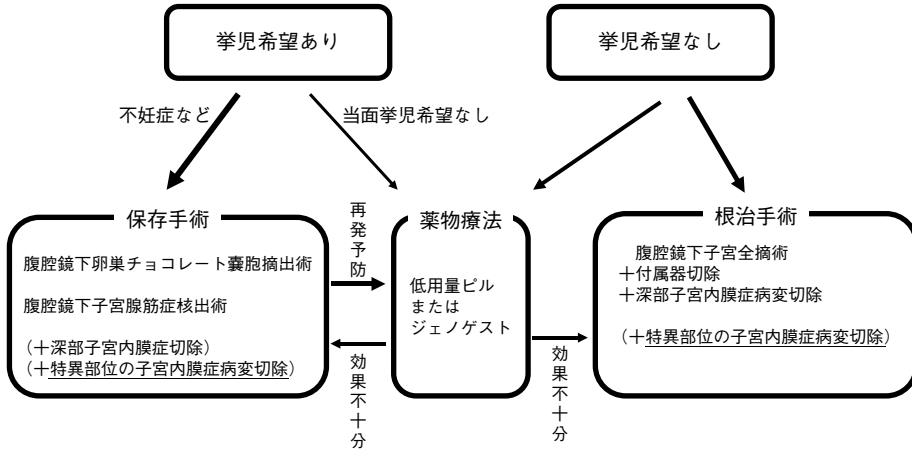 挙児希望あり
挙児希望なし
不妊症など
当面挙児希望なし
保存手術
腹腔鏡下卵巣チョコレート嚢胞摘出術
腹腔鏡下子宮腺筋症核出術
（＋深部子宮内膜症切除）
（＋特異部位の子宮内膜症病変切除）
再発予防
効果不十分
薬物療法
低用量ピル
または
ジェノゲスト
効果不十分
根治手術
腹腔鏡下子宮全摘術
＋付属器切除
＋深部子宮内膜症病変切除
（＋特異部位の子宮内膜症病変切除）